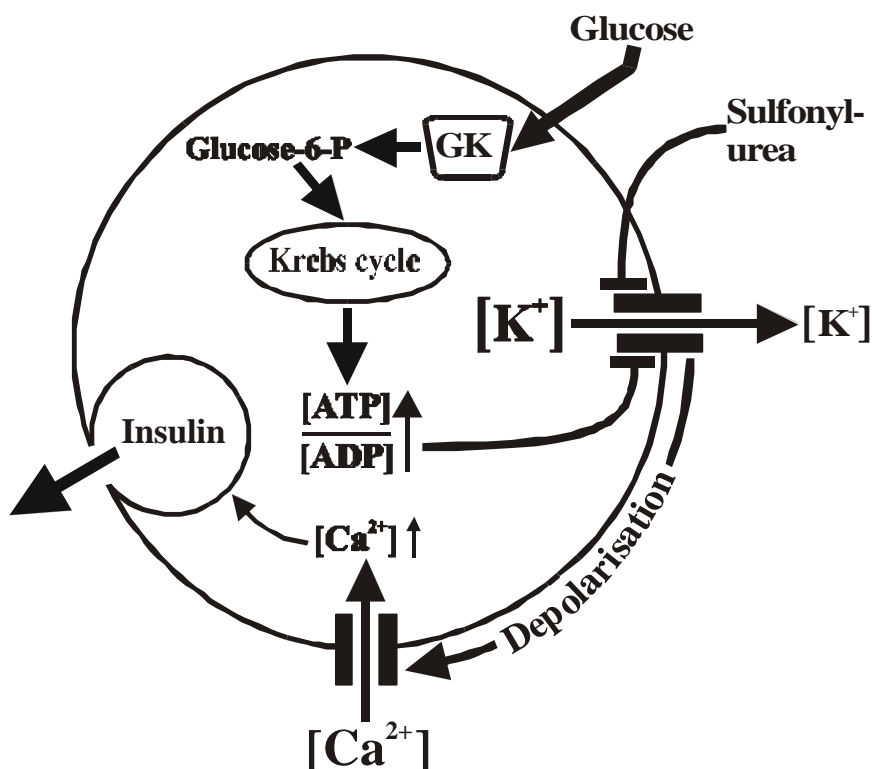 Glucose
Sulfonyl-
urea
GK
Glucose-6-P
Krebs cycle
[K⁺]
[K⁺]
[ATP]
[ADP]
Insulin
[Ca²⁺]
Depolarisation
[Ca²⁺]